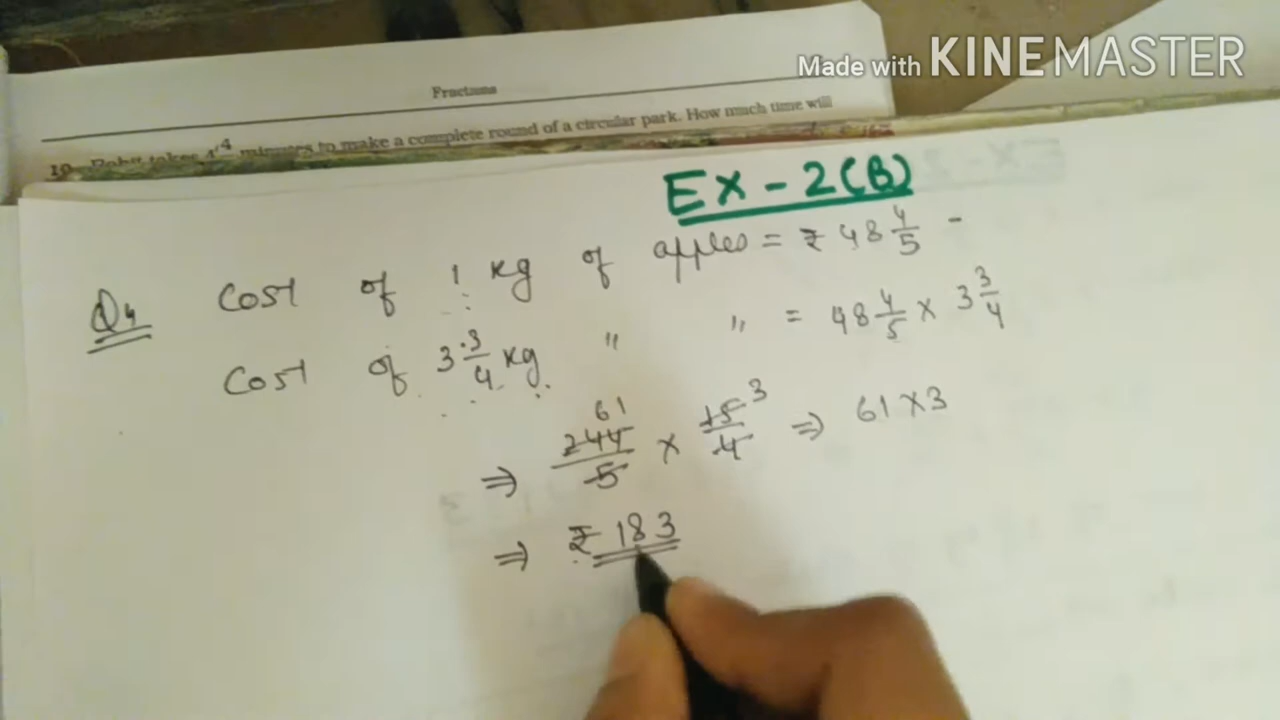 Made with KINEMASTER
Fractions
minutes to make a complete round of a circular park. How much time will
EX - 2(B)
Q4 Cost of 1 kg of apples = ₹ 48 4/5 -
Cost of 3 3/4 kg " " = 48 4/5 × 3 3/4
⇒ 244/5 × 15/4 ⇒ 61 × 3
61 3
⇒ ₹ 183